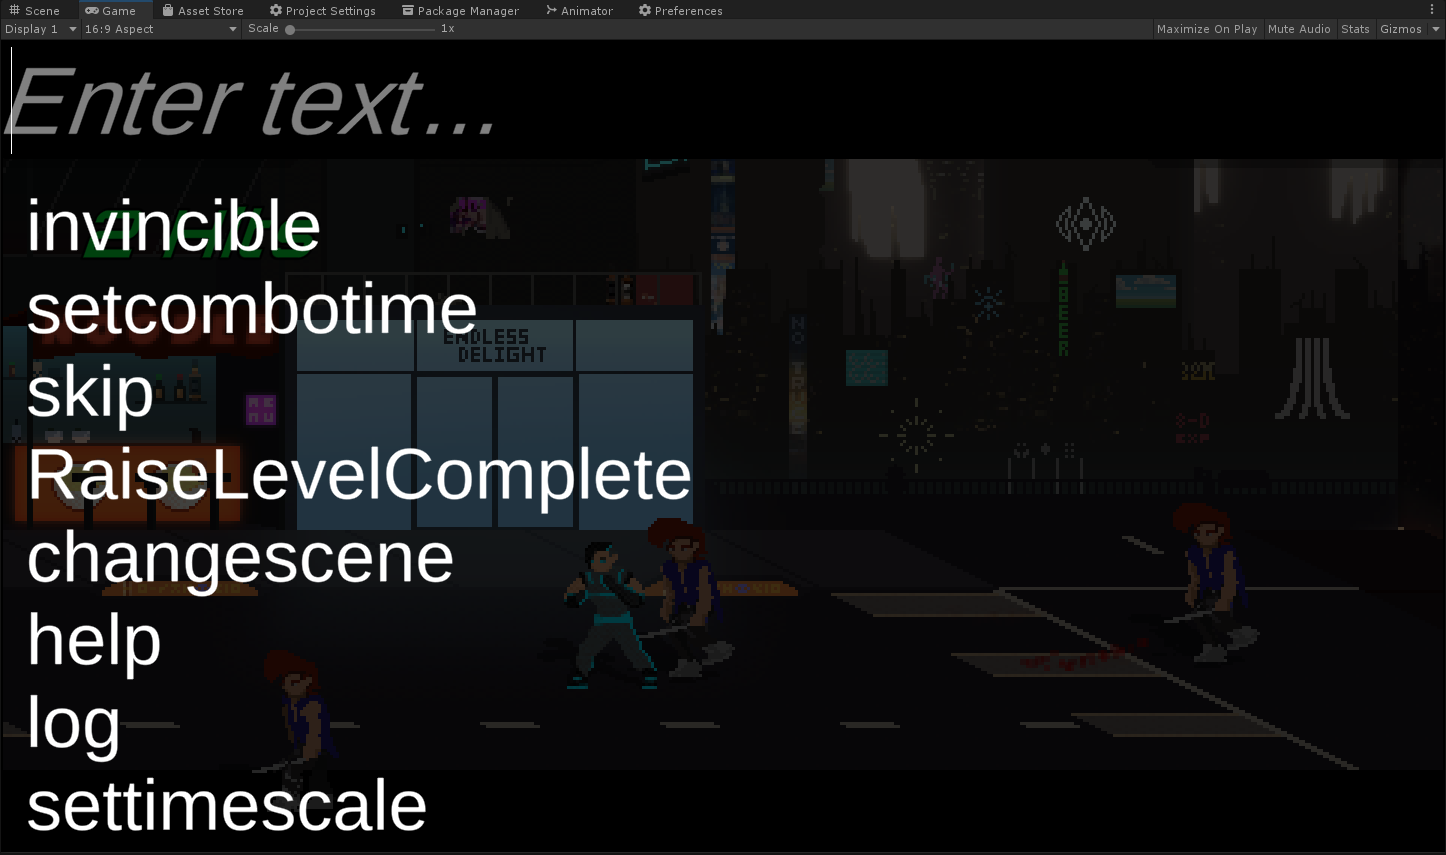 Scene Game Asset Store Project Settings Package Manager Animator Preferences
Display 1 16:9 Aspect Scale 1x Maximize On Play Mute Audio Stats Gizmos
Enter text...
invincible
setcombotime
ENDLESS
DELIGHT
BEER
skip
RaiseLevelComplete
changescene
help
log
settimescale